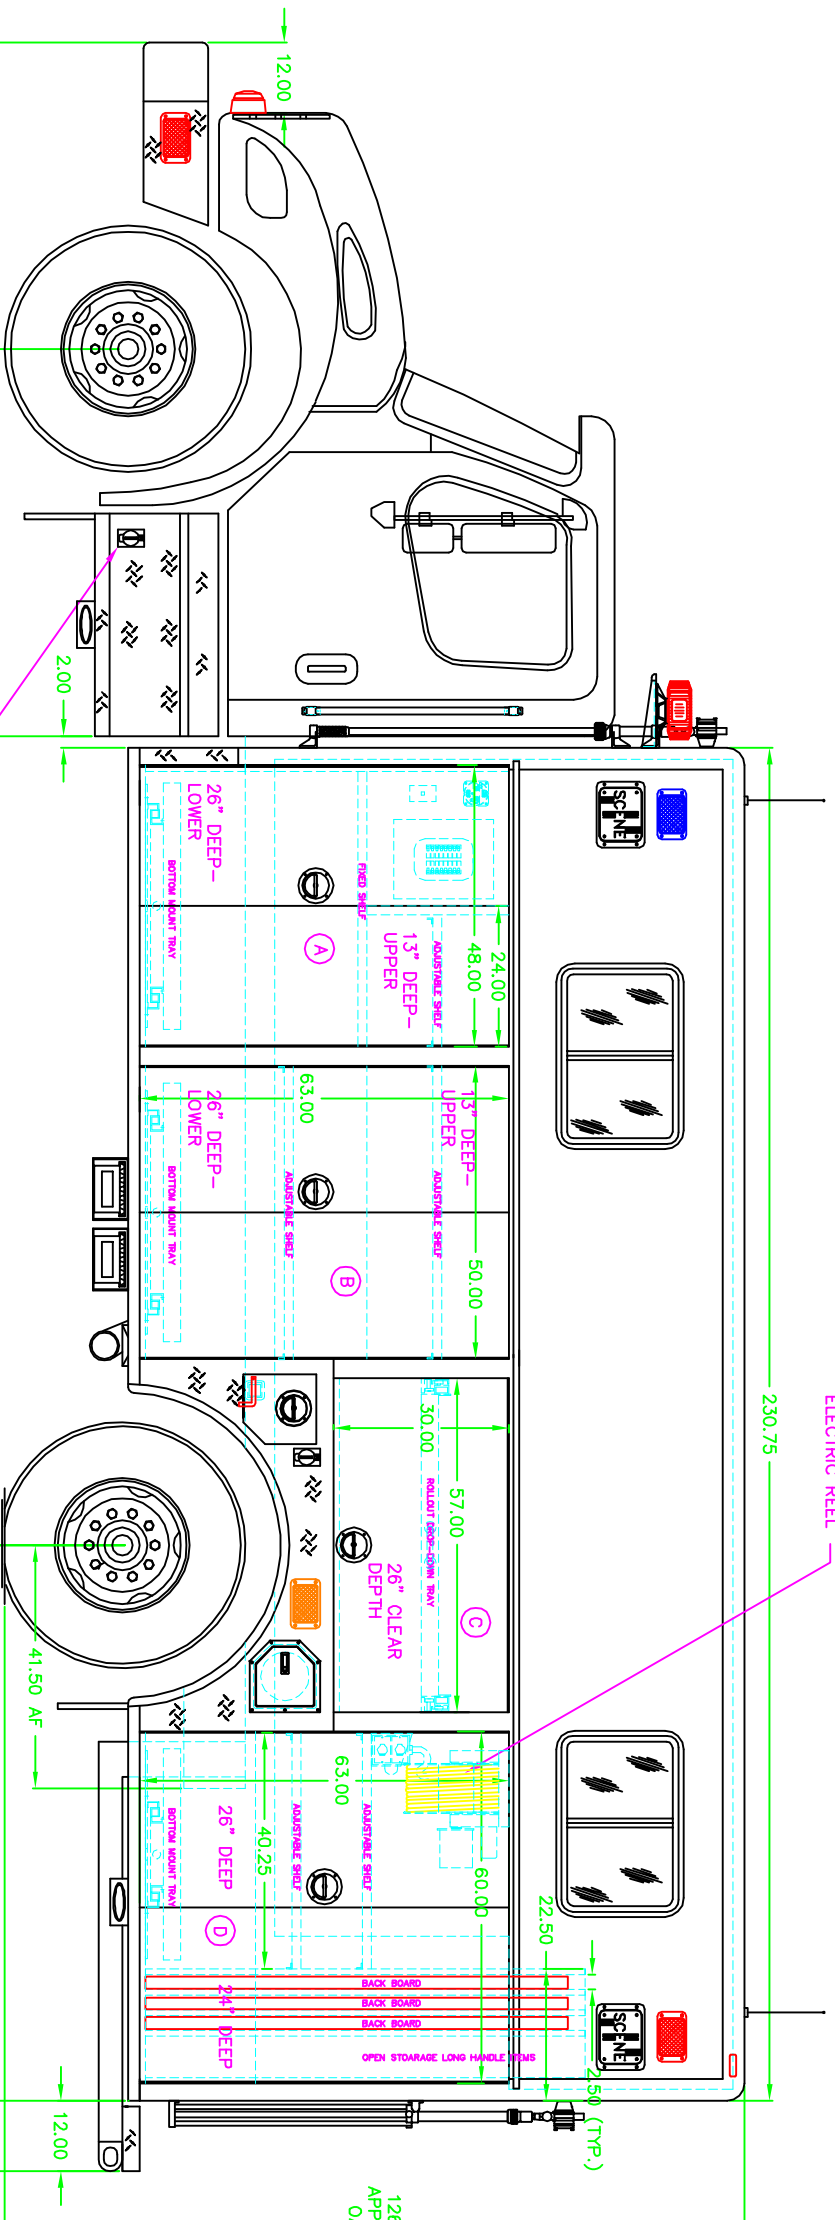 12.00
2.00
SCENE
26" DEEP-
LOWER
BOTTOM MOUNT TRAY
FIXED SHELF
A
13" DEEP-
UPPER
ADJUSTABLE SHELF
48.00
24.00
63.00
26" DEEP-
LOWER
BOTTOM MOUNT TRAY
13" DEEP-
UPPER
ADJUSTABLE SHELF
ADJUSTABLE SHELF
B
50.00
230.75
ELECTRIC REEL
30.00
57.00
ROLLOUT DROP-DOWN TRAY
26" CLEAR
DEPTH
C
41.50 AF
63.00
40.25
60.00
22.50
ADJUSTABLE SHELF
ADJUSTABLE SHELF
BOTTOM MOUNT TRAY
26" DEEP
D
24" DEEP
BACK BOARD
BACK BOARD
BACK BOARD
OPEN STOARAGE LONG HANDLE ITEMS
SCENE
2.50 (TYP.)
12.00